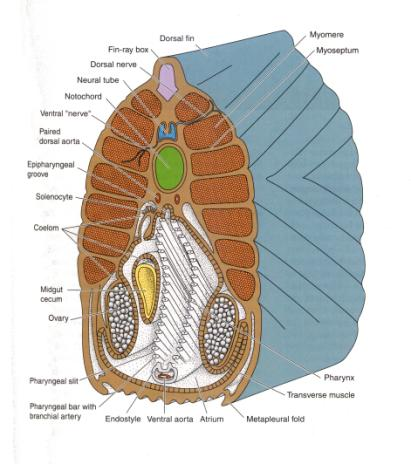 Dorsal fin
Fin-ray box
Dorsal nerve
Neural tube
Notochord
Ventral "nerve"
Paired
dorsal aorta
Epipharyngeal
groove
Solenocyte
Coelom
Midgut
cecum
Ovary
Pharyngeal slit
Pharyngeal bar with
branchial artery
Endostyle
Ventral aorta
Atrium
Metapleural fold
Transverse muscle
Pharynx
Myomere
Myoseptum